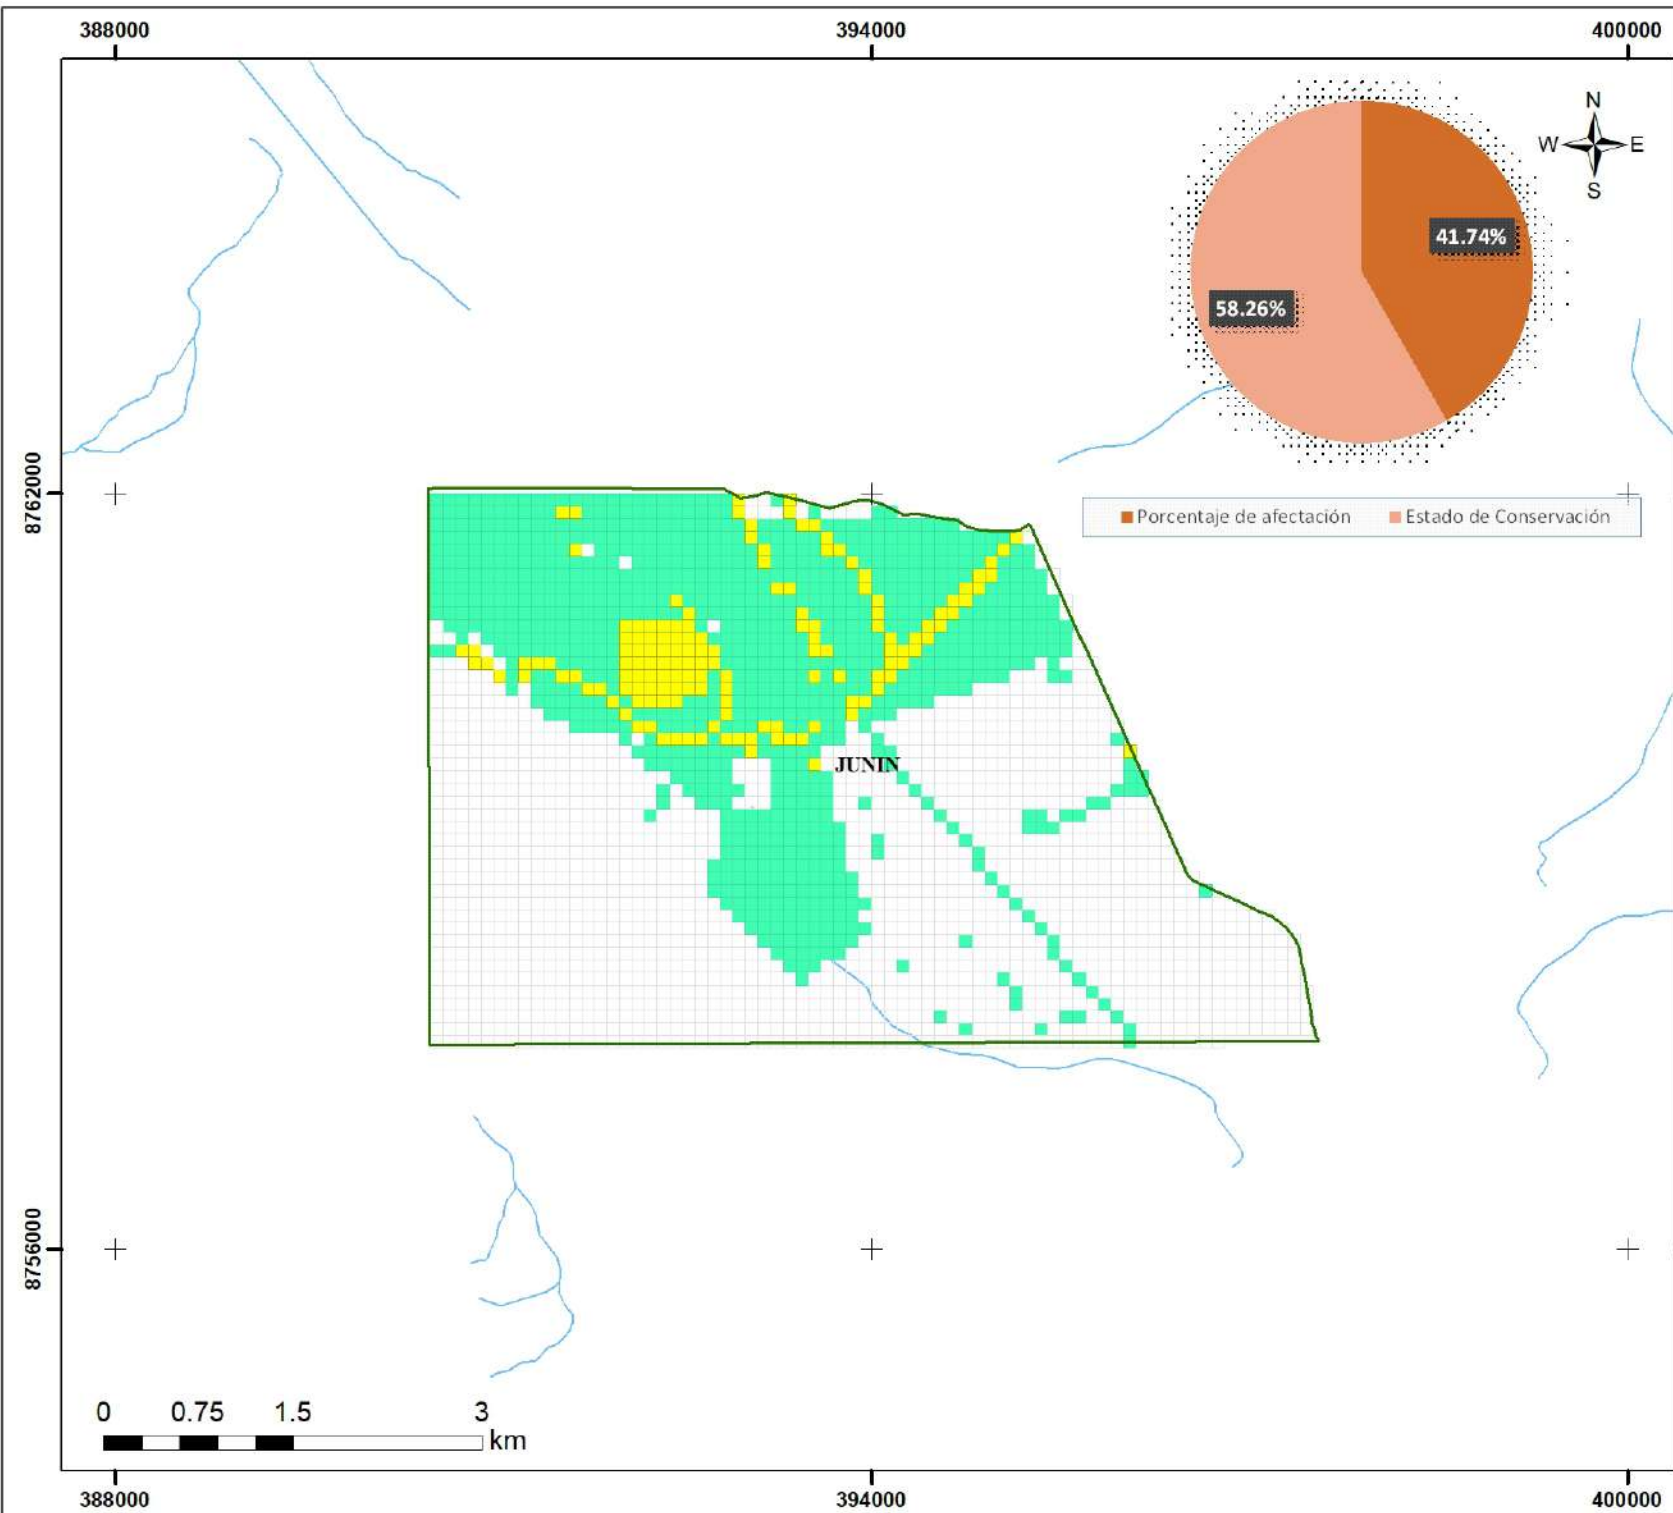 388000 394000 400000
N
W E
S
41.74%
58.26%
8762000
Porcentaje de afectación Estado de Conservación
JUNIN
8756000
0 0.75 1.5 3
km
388000 394000 400000